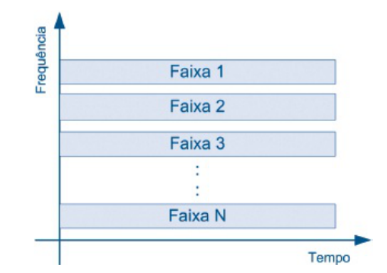 Frequência
Faixa 1
Faixa 2
Faixa 3
:
:
Faixa N
Tempo